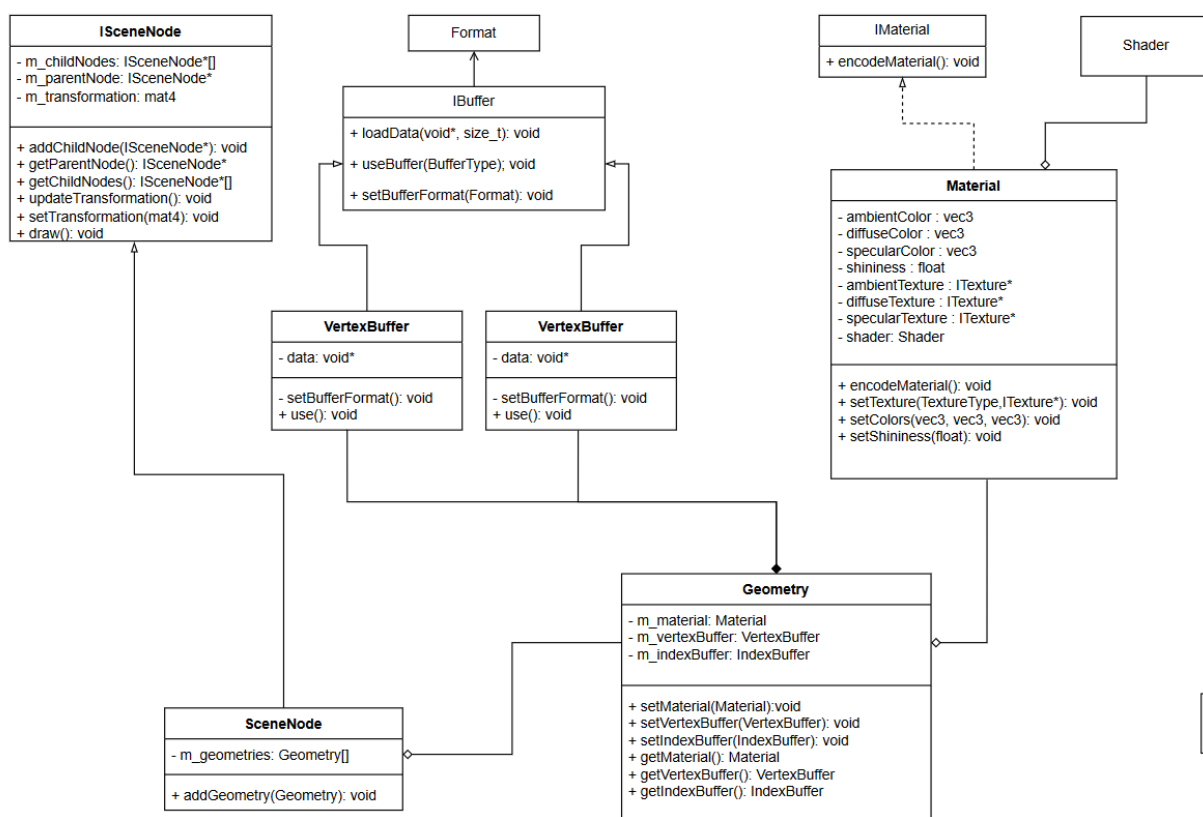 ISceneNode
- m_childNodes: ISceneNode*[]
- m_parentNode: ISceneNode*
- m_transformation: mat4
+ addChildNode(ISceneNode*): void
+ getParentNode(): ISceneNode*
+ getChildNodes(): ISceneNode*[]
+ updateTransformation(): void
+ setTransformation(mat4): void
+ draw(): void
Format
IBuffer
+ loadData(void*, size_t): void
+ useBuffer(BufferType); void
+ setBufferFormat(Format): void
IMaterial
+ encodeMaterial(): void
Shader
Material
- ambientColor : vec3
- diffuseColor : vec3
- specularColor : vec3
- shininess : float
- ambientTexture : ITexture*
- diffuseTexture : ITexture*
- specularTexture : ITexture*
- shader: Shader
+ encodeMaterial(): void
+ setTexture(TextureType,ITexture*): void
+ setColors(vec3, vec3, vec3): void
+ setShininess(float): void
VertexBuffer
- data: void*
- setBufferFormat(): void
+ use(): void
VertexBuffer
- data: void*
- setBufferFormat(): void
+ use(): void
Geometry
- m_material: Material
- m_vertexBuffer: VertexBuffer
- m_indexBuffer: IndexBuffer
+ setMaterial(Material):void
+ setVertexBuffer(VertexBuffer): void
+ setIndexBuffer(IndexBuffer): void
+ getMaterial(): Material
+ getVertexBuffer(): VertexBuffer
+ getIndexBuffer(): IndexBuffer
SceneNode
- m_geometries: Geometry[]
+ addGeometry(Geometry): void